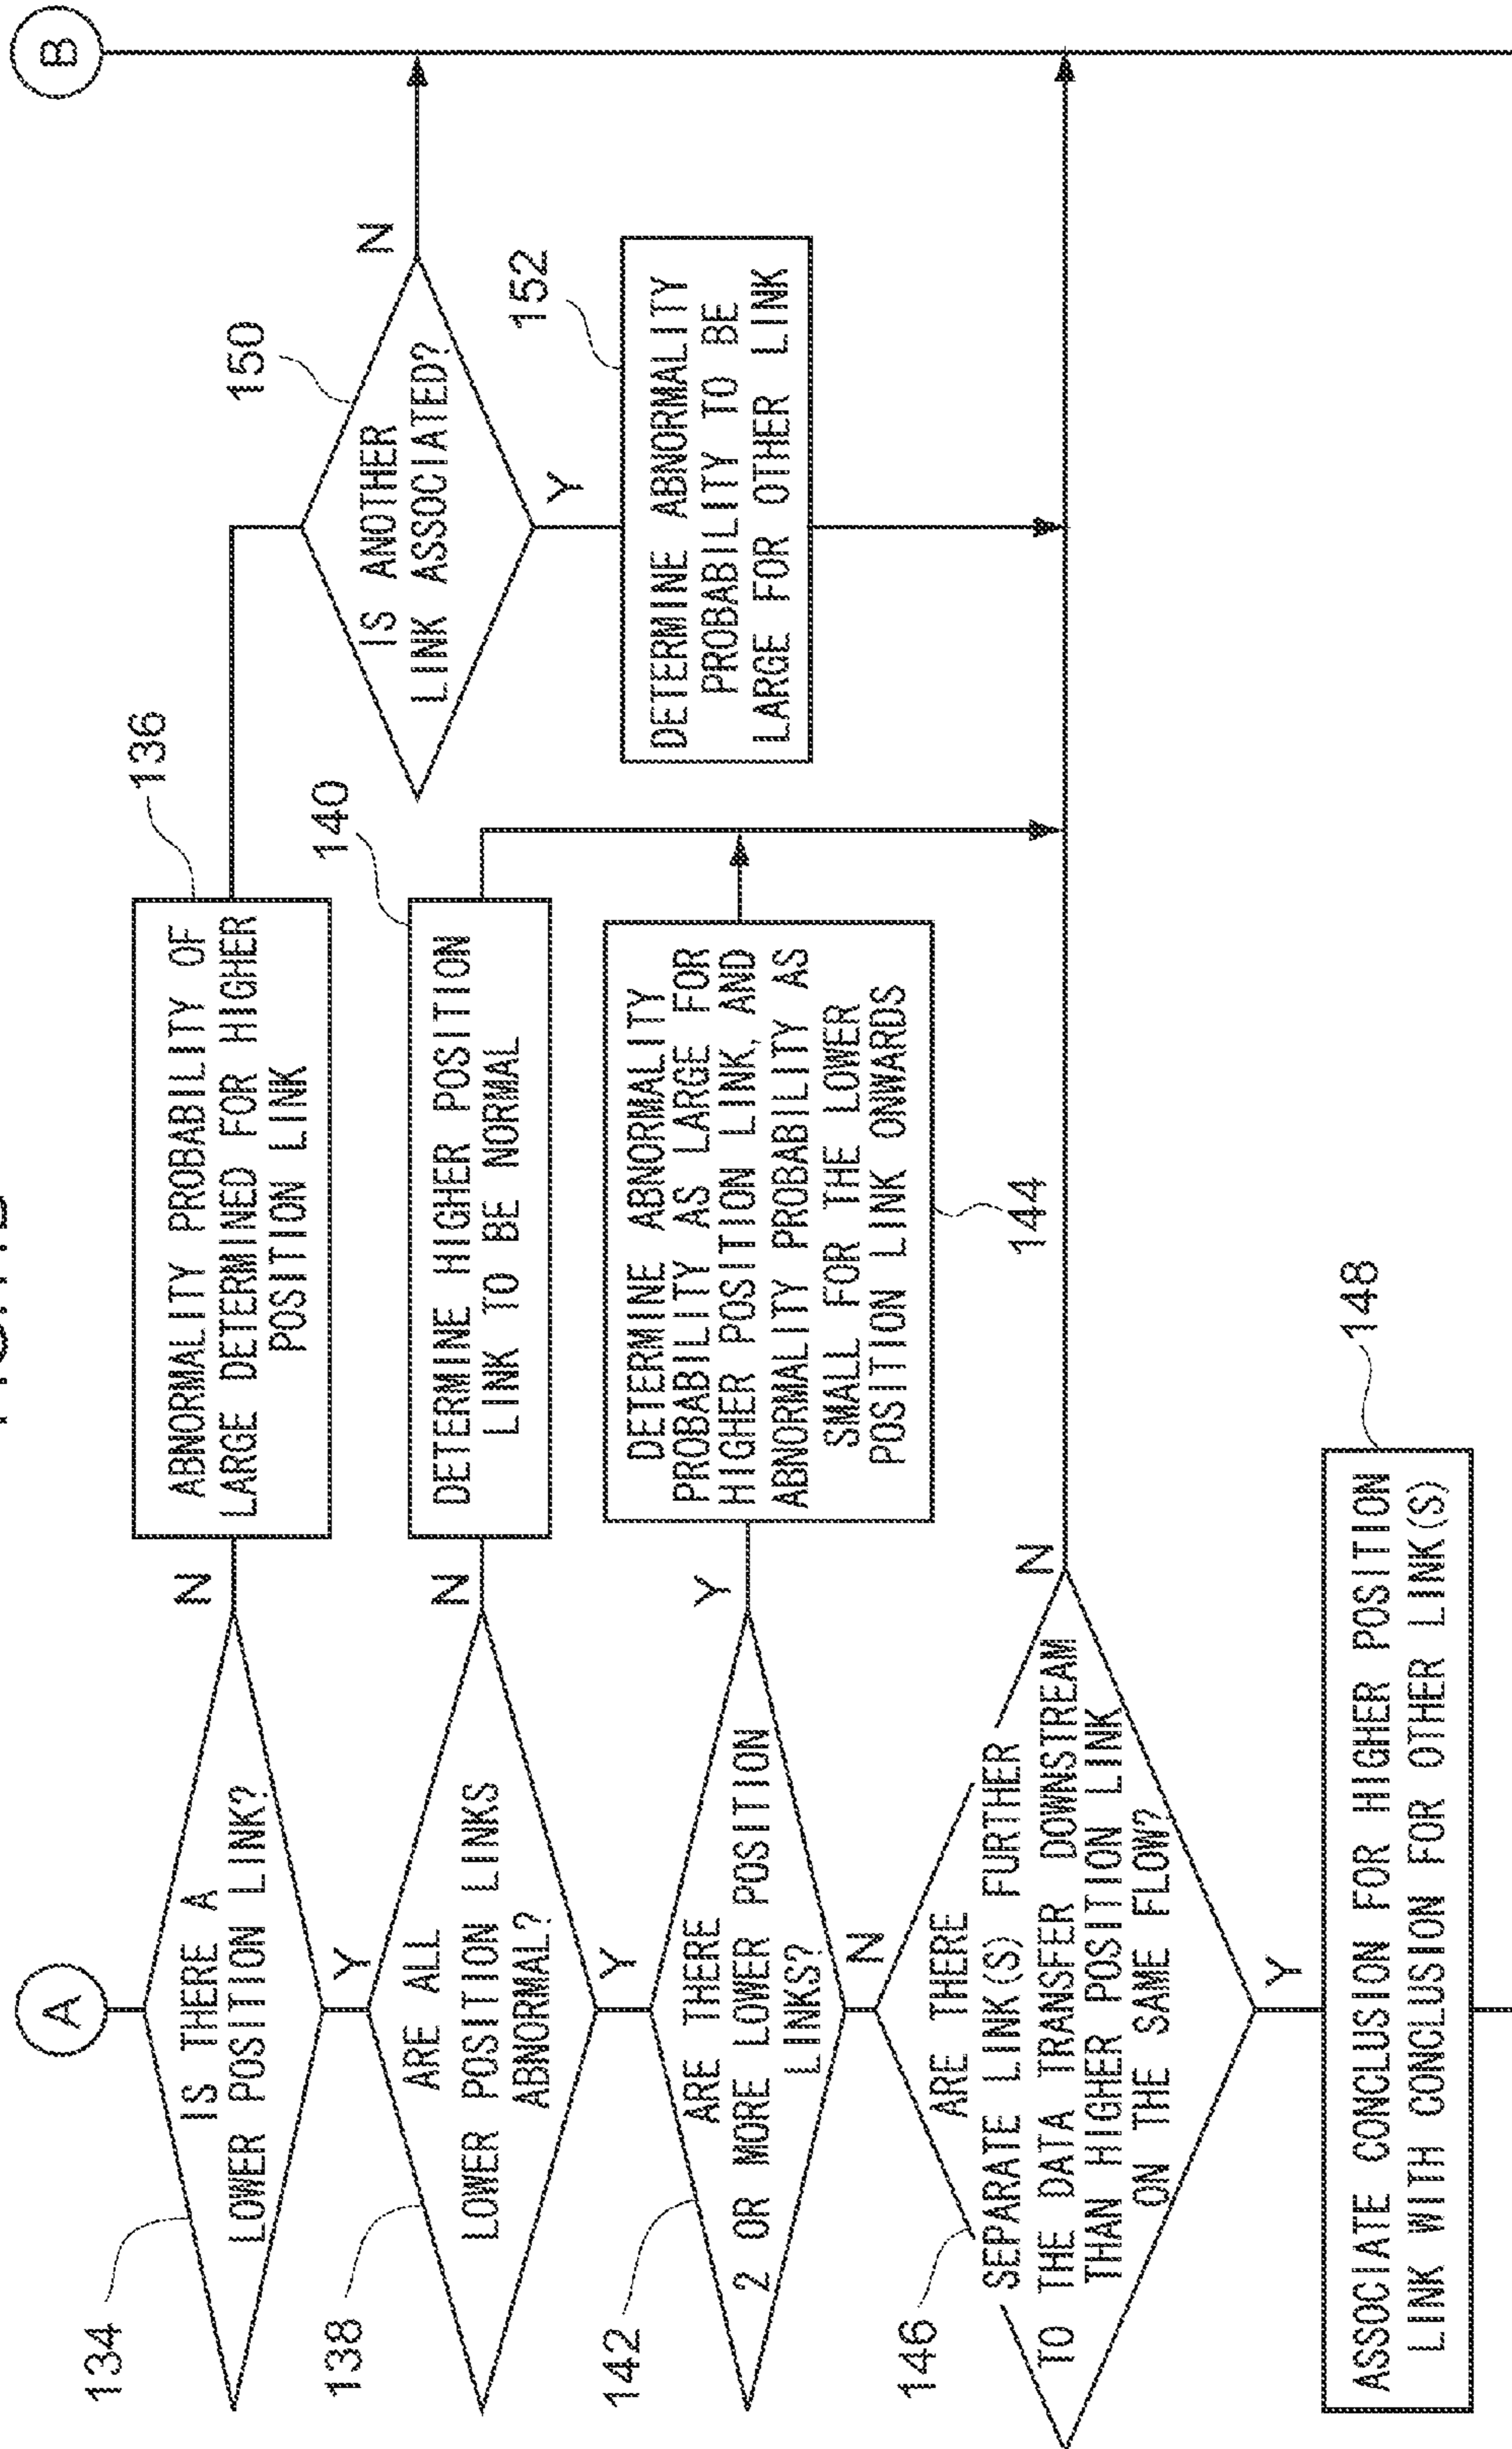 A
134
IS THERE A
LOWER POSITION LINK?
N
136
ABNORMALITY PROBABILITY OF
LARGE DETERMINED FOR HIGHER
POSITION LINK
150
IS ANOTHER
LINK ASSOCIATED?
N
B
Y
152
DETERMINE ABNORMALITY
PROBABILITY TO BE
LARGE FOR OTHER LINK
Y
138
ARE ALL
LOWER POSITION LINKS
ABNORMAL?
N
140
DETERMINE HIGHER POSITION
LINK TO BE NORMAL
Y
142
ARE THERE
2 OR MORE LOWER POSITION
LINKS?
Y
DETERMINE ABNORMALITY
PROBABILITY AS LARGE FOR
HIGHER POSITION LINK, AND
ABNORMALITY PROBABILITY AS
SMALL FOR THE LOWER
POSITION LINK ONWARDS
144
N
146
ARE THERE
SEPARATE LINK(S) FURTHER
TO THE DATA TRANSFER DOWNSTREAM
THAN HIGHER POSITION LINK
ON THE SAME FLOW?
N
Y
148
ASSOCIATE CONCLUSION FOR HIGHER POSITION
LINK WITH CONCLUSION FOR OTHER LINK(S)